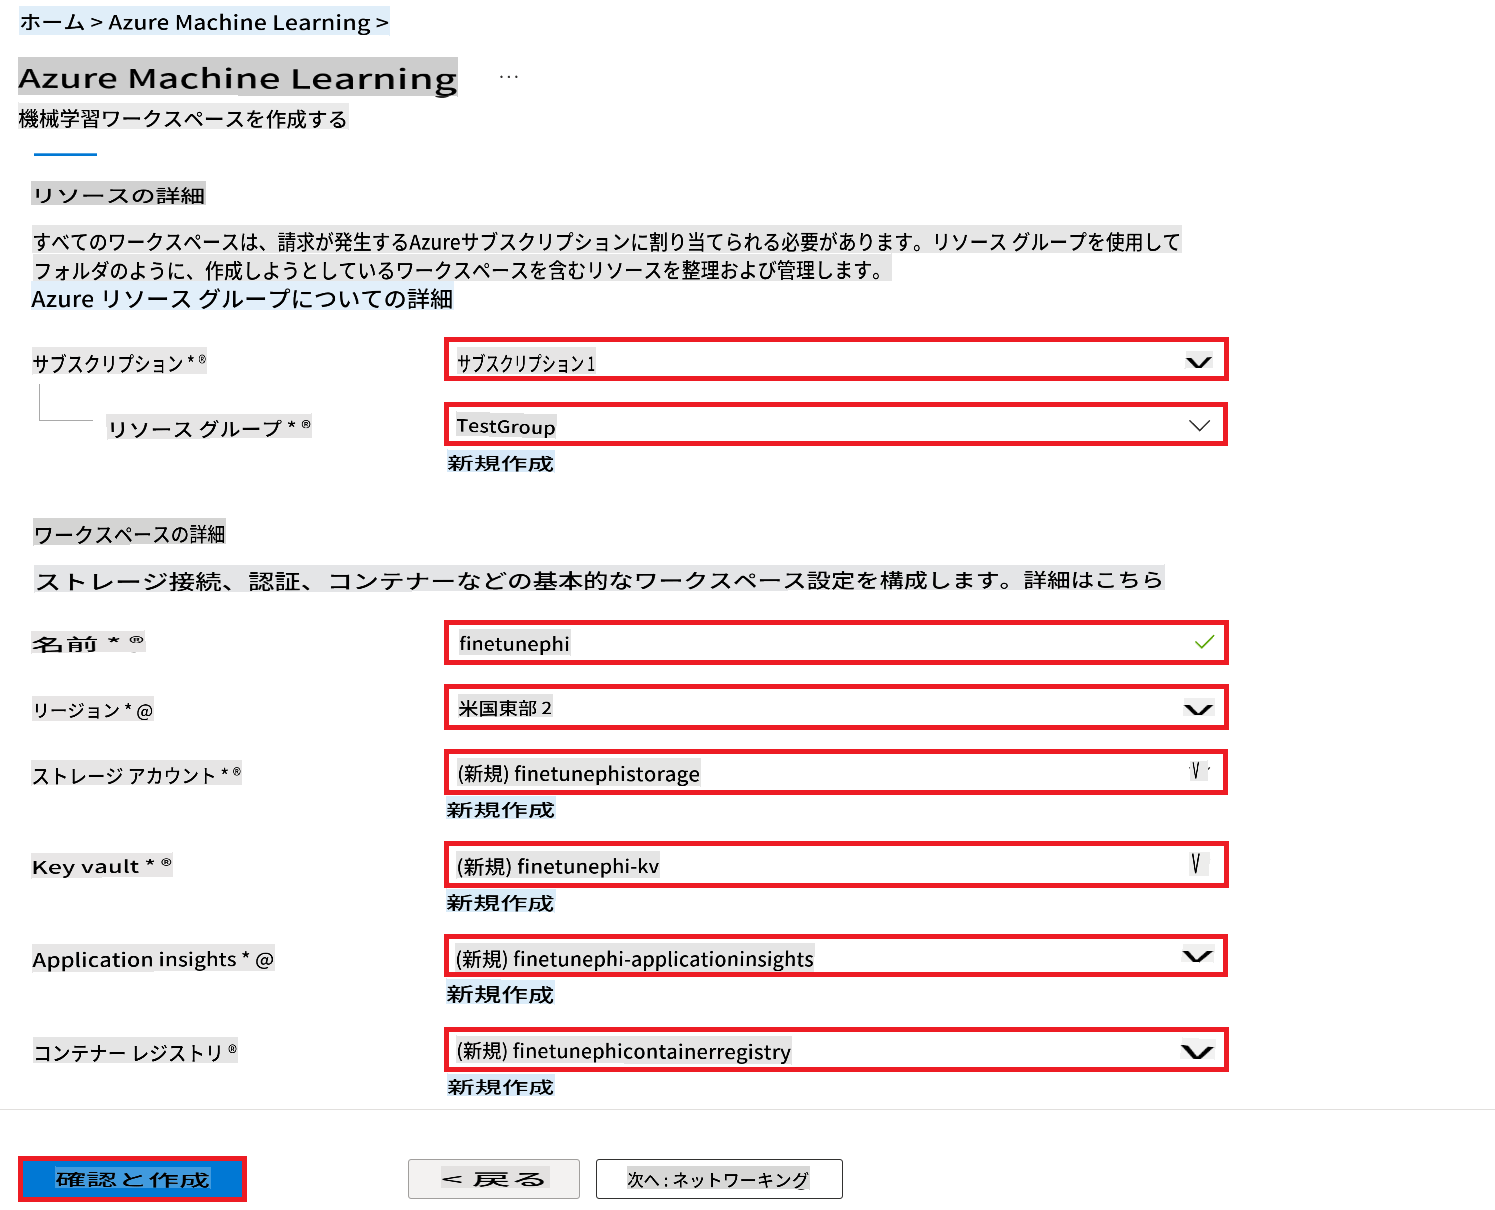 ホーム > Azure Machine Learning >
Azure Machine Learning ...
機械学習ワークスペースを作成する
リソースの詳細
すべてのワークスペースは、請求が発生するAzureサブスクリプションに割り当てられる必要があります。リソース グループを使用して
フォルダのように、作成しようとしているワークスペースを含むリソースを整理および管理します。
Azure リソース グループについての詳細
サブスクリプション * ® サブスクリプション 1
リソース グループ * ® TestGroup
新規作成
ワークスペースの詳細
ストレージ接続、認証、コンテナーなどの基本的なワークスペース設定を構成します。詳細はこちら
名前 * ® finetunephi
リージョン * @ 米国東部 2
ストレージ アカウント * ® (新規) finetunephistorage
新規作成
Key vault * ® (新規) finetunephi-kv
新規作成
Application insights * @ (新規) finetunephi-applicationinsights
新規作成
コンテナー レジストリ ® (新規) finetunephicontainerregistry
新規作成
確認と作成 < 戻る 次へ : ネットワーキング